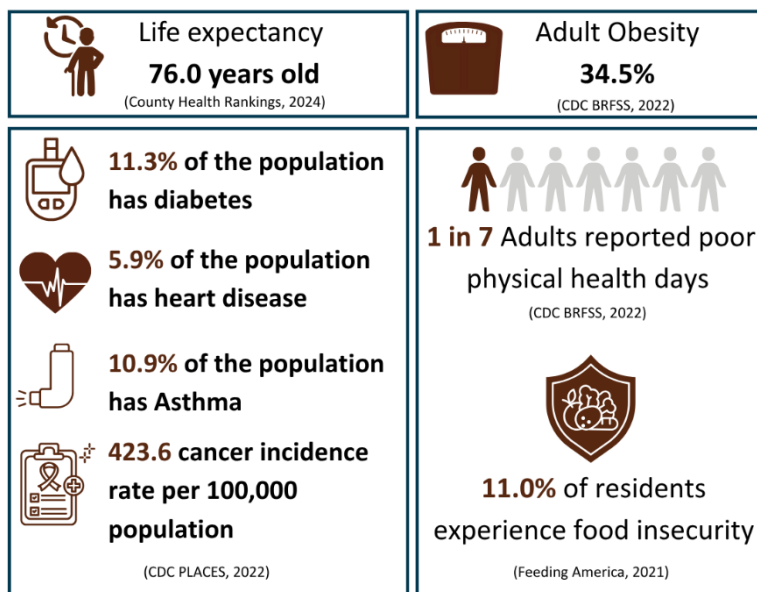 Life expectancy
76.0 years old
(County Health Rankings, 2024)
Adult Obesity
34.5%
(CDC BRFSS, 2022)
11.3% of the population
has diabetes
5.9% of the population
has heart disease
10.9% of the population
has Asthma
423.6 cancer incidence
rate per 100,000
population
(CDC PLACES, 2022)
1 in 7 Adults reported poor
physical health days
(CDC BRFSS, 2022)
11.0% of residents
experience food insecurity
(Feeding America, 2021)